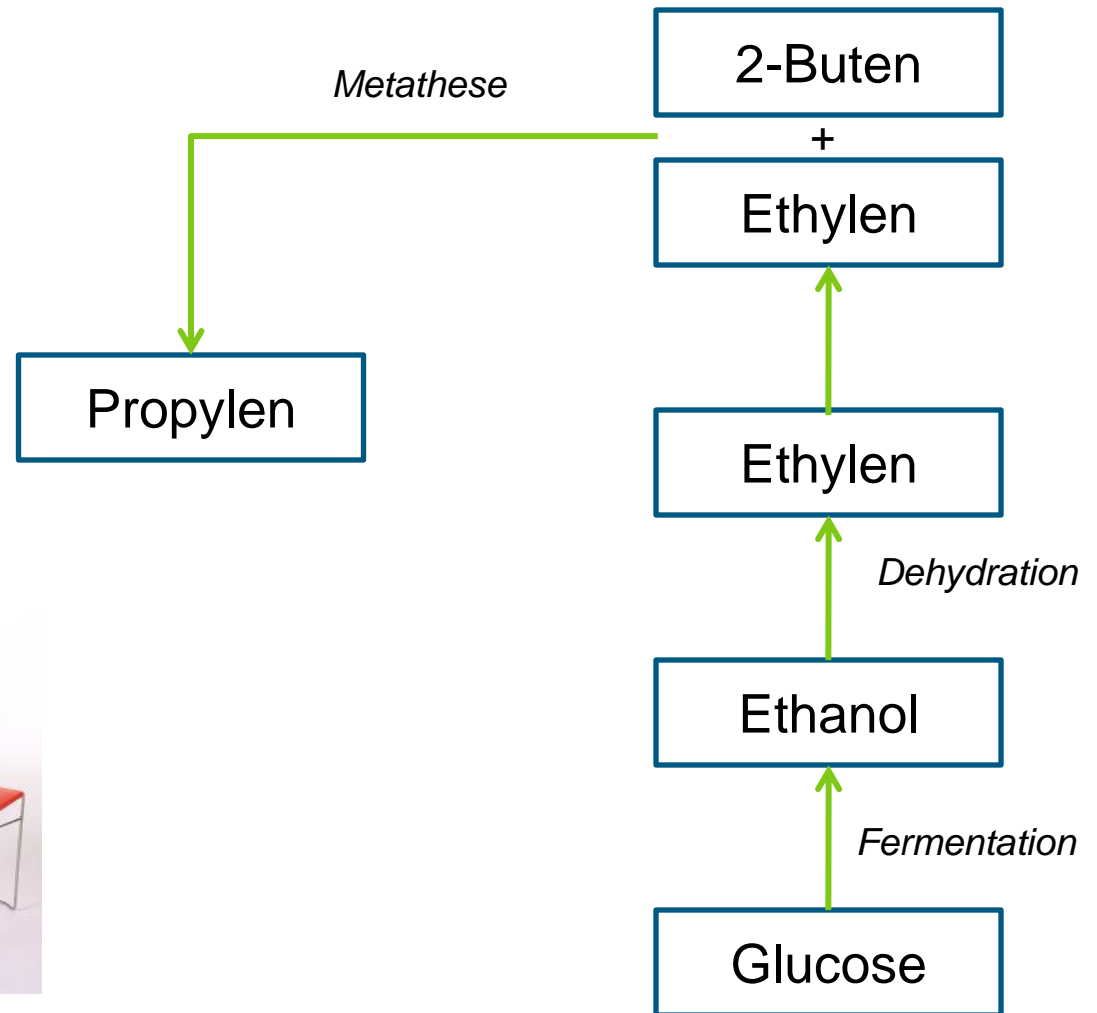 2-Buten
Metathese
+
Ethylen
Propylen
Ethylen
Dehydration
Ethanol
Fermentation
Glucose